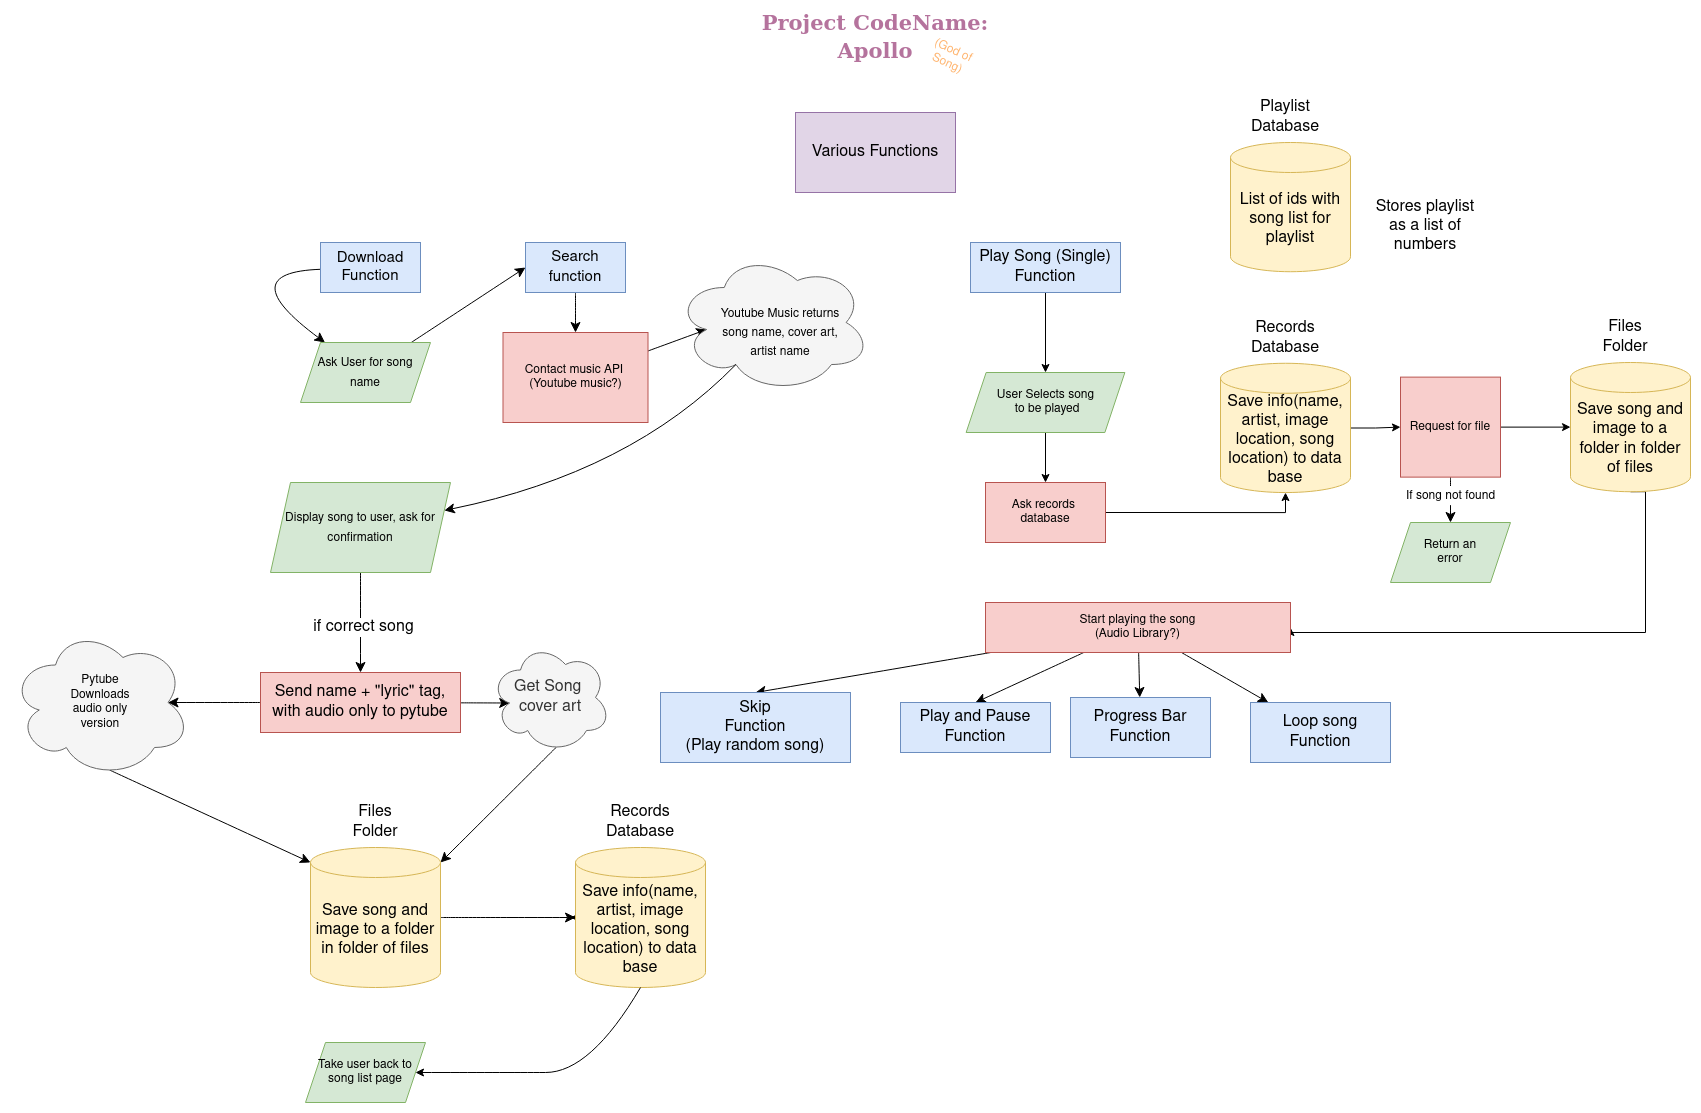 Project CodeName:
Apollo
(God of
Song)
Various Functions
Playlist
Database
List of ids with
song list for
playlist
Stores playlist
as a list of
numbers
Download
Function
Ask User for song
name
Search
function
Contact music API
(Youtube music?)
Youtube Music returns
song name, cover art,
artist name
Display song to user, ask for
confirmation
if correct song
Send name + "lyric" tag,
with audio only to pytube
Pytube
Downloads
audio only
version
Get Song
cover art
Files
Folder
Save song and
image to a folder
in folder of files
Records
Database
Save info(name,
artist, image
location, song
location) to data
base
Take user back to
song list page
Play Song (Single)
Function
User Selects song
to be played
Ask records
database
Records
Database
Save info(name,
artist, image
location, song
location) to data
base
Request for file
If song not found
Return an
error
Files
Folder
Save song and
image to a
folder in folder
of files
Start playing the song
(Audio Library?)
Skip
Function
(Play random song)
Play and Pause
Function
Progress Bar
Function
Loop song
Function